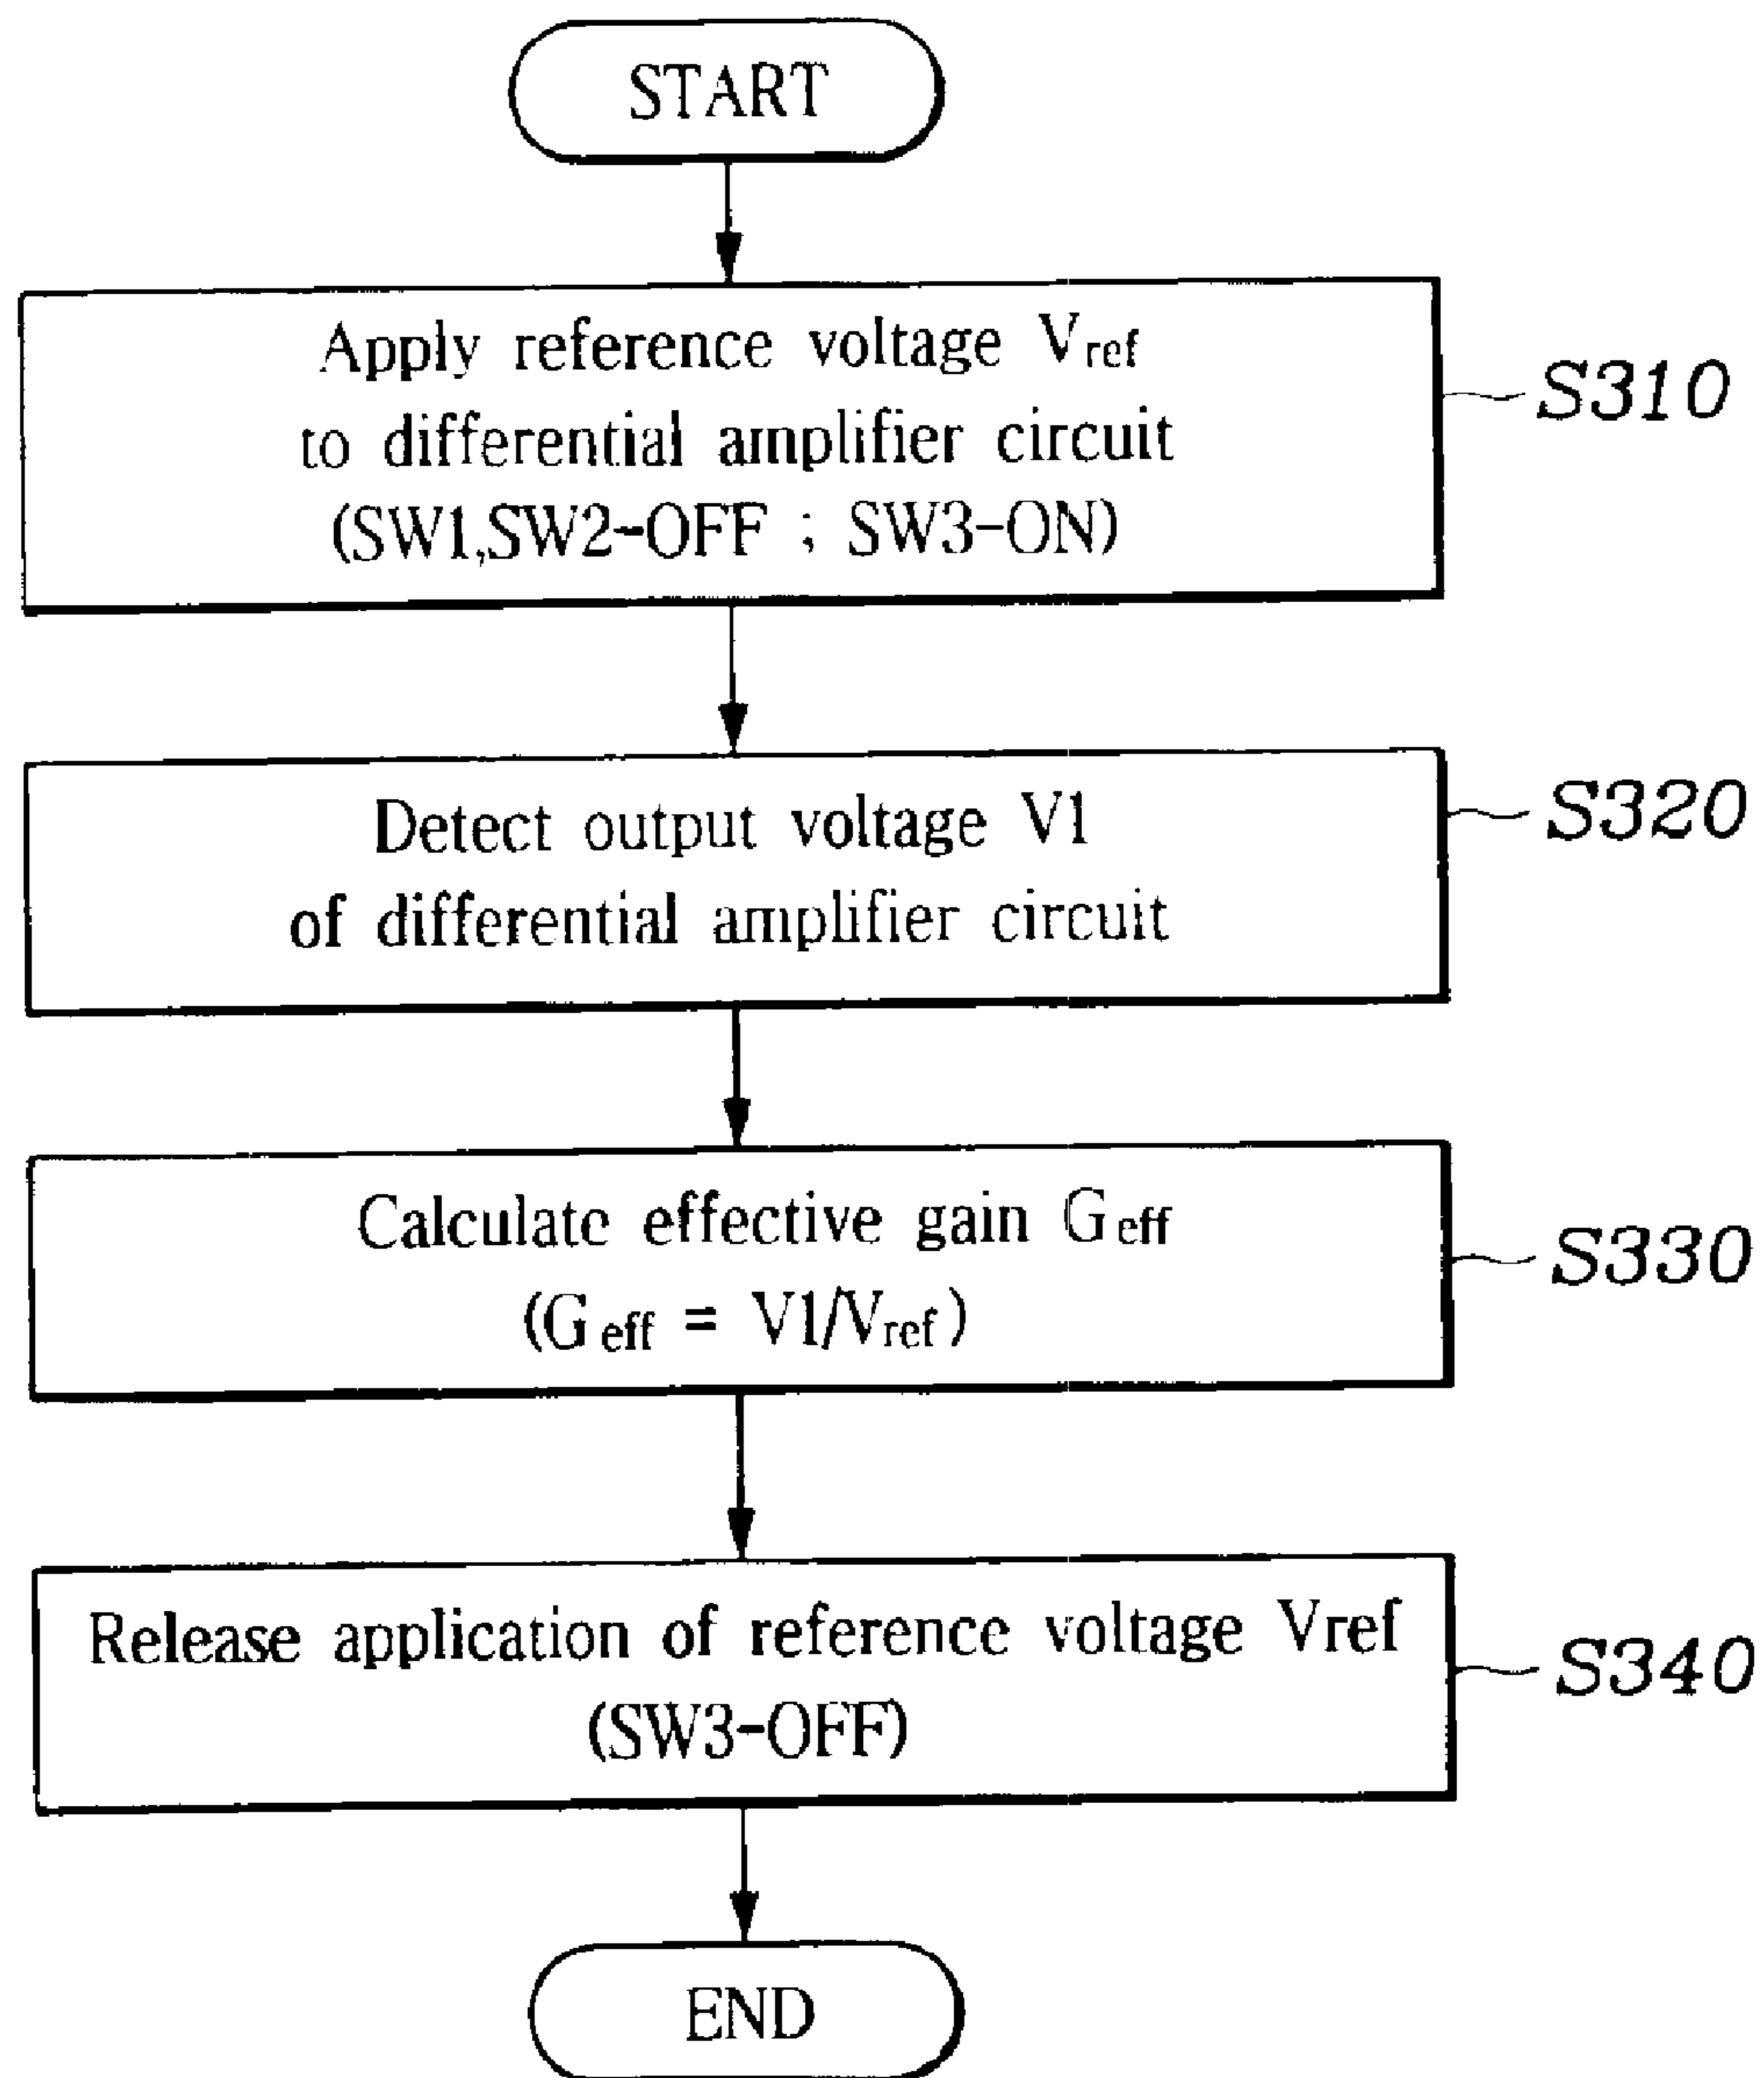 START
Apply reference voltage Vref
to differential amplifier circuit
(SW1,SW2-OFF ; SW3-ON)
S310
Detect output voltage V1
of differential amplifier circuit
S320
Calculate effective gain Geff
(Geff = V1/Vref)
S330
Release application of reference voltage Vref
(SW3-OFF)
S340
END